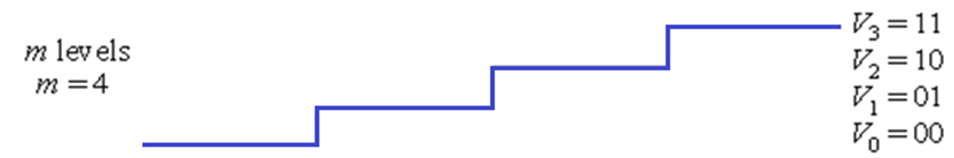 m levels
m = 4
V₃ = 11
V₂ = 10
V₁ = 01
V₀ = 00